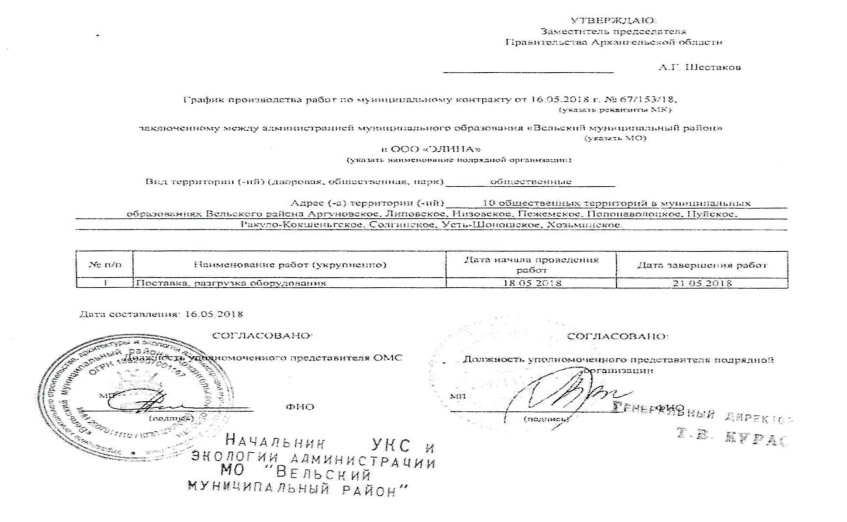 УТВЕРЖДАЮ:
Заместитель председателя
Правительства Архангельской области
А.Г. Шестаков
График производства работ по муниципальному контракту от 16.05.2018 г. № 67/153/18,
(указать реквизиты МК)
заключенному между администрацией муниципального образования «Вельский муниципальный район»
(указать МО)
и ООО «ЭЛИНА»
(указать наименование подрядной организации)
Вид территории (-ий) (дворовая, общественная, парк) общественные
Адрес (-а) территории (-ий) 10 общественных территорий в муниципальных
образованиях Вельского района Аргуновское, Липовское, Низовское, Пежемское, Попонаволоцкое, Пуйское,
Ракуло-Кокшеньгское, Солгинское, Усть-Шоношское, Хозьминское.
№ п/п Наименование работ (укрупненно) Дата начала проведения работ Дата завершения работ
1 Поставка, разгрузка оборудования 18.05.2018 21.05.2018
Дата составления: 16.05.2018
СОГЛАСОВАНО: СОГЛАСОВАНО:
Должность уполномоченного представителя ОМС Должность уполномоченного представителя подрядной
организации
МП ФИО МП ФИО
(подпись) (подпись)
ГЕНЕРАЛЬНЫЙ ДИРЕКТО
Т.В. КУРАС
НАЧАЛЬНИК УКС И
ЭКОЛОГИИ АДМИНИСТРАЦИИ
МО "ВЕЛЬСКИЙ
МУНИЦИПАЛЬНЫЙ РАЙОН"